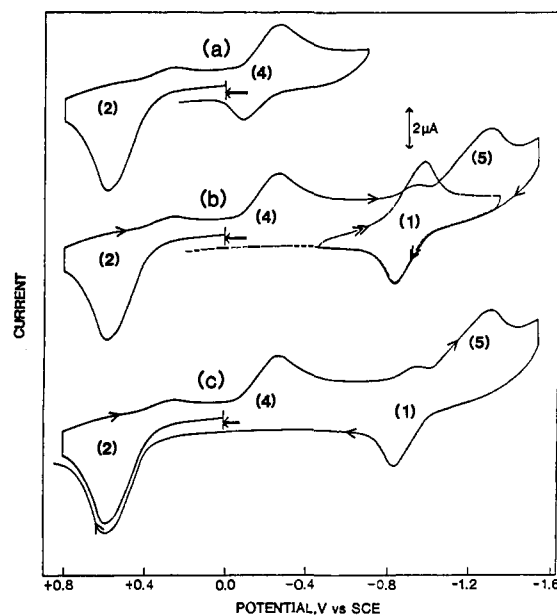 (a)
(4)
(2)
2μA
(5)
(b)
(4)
(1)
(2)
(c)
(5)
(4)
(1)
(2)
CURRENT
+0.8 +0.4 0.0 -0.4 -0.8 -1.2 -1.6
POTENTIAL,V vs SCE